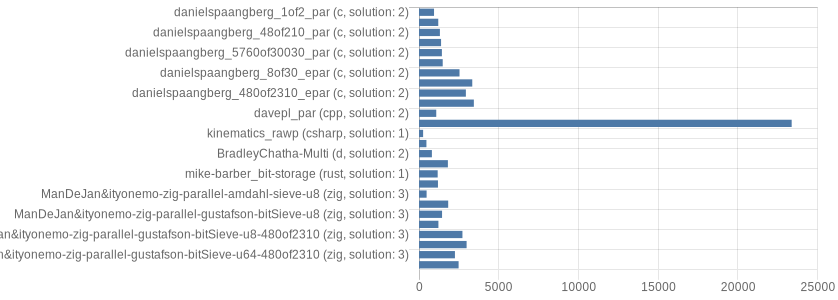 danielspaangberg_1of2_par (c, solution: 2)
danielspaangberg_48of210_par (c, solution: 2)
danielspaangberg_5760of30030_par (c, solution: 2)
danielspaangberg_8of30_epar (c, solution: 2)
danielspaangberg_480of2310_epar (c, solution: 2)
davepl_par (cpp, solution: 2)
kinematics_rawp (csharp, solution: 1)
BradleyChatha-Multi (d, solution: 2)
mike-barber_bit-storage (rust, solution: 1)
ManDeJan&ityonemo-zig-parallel-amdahl-sieve-u8 (zig, solution: 3)
ManDeJan&ityonemo-zig-parallel-gustafson-bitSieve-u8 (zig, solution: 3)
an&ityonemo-zig-parallel-gustafson-bitSieve-u8-480of2310 (zig, solution: 3)
&ityonemo-zig-parallel-gustafson-bitSieve-u64-480of2310 (zig, solution: 3)
0 5000 10000 15000 20000 25000